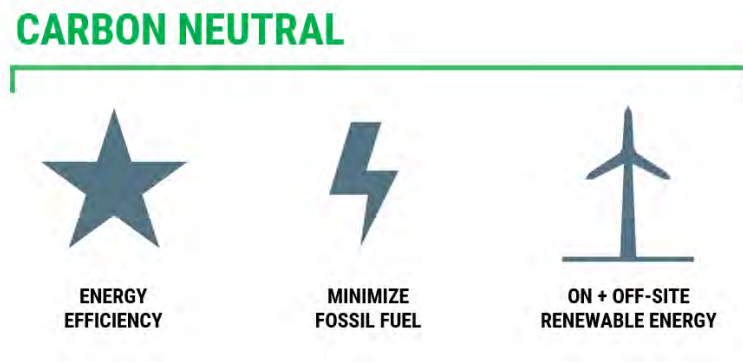 CARBON NEUTRAL
ENERGY
EFFICIENCY
MINIMIZE
FOSSIL FUEL
ON + OFF-SITE
RENEWABLE ENERGY